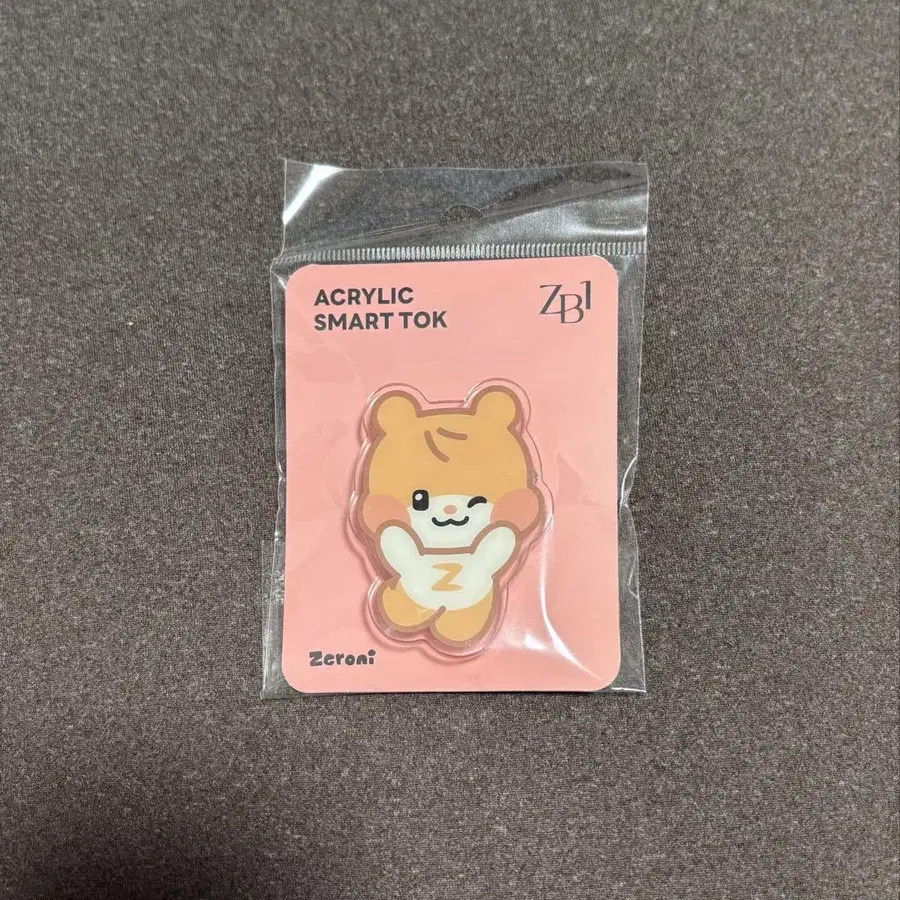 ACRYLIC
SMART TOK
ZB1
Z
Zeroni